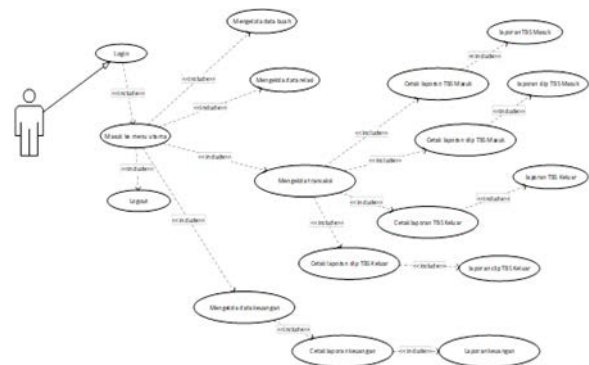 Login
<<include>>
Masuk ke menu utama
<<include>>
Logout
<<include>>
Mengelola data buah
<<include>>
Mengelola data relasi
<<include>>
Mengelola transaksi
<<include>>
Cetak laporan TBS Masuk
<<include>>
laporan TBS Masuk
<<include>>
Cetak laporan slip TBS Masuk
<<include>>
laporan slip TBS Masuk
<<include>>
Cetak laporan TBS Keluar
<<include>>
laporan TBS Keluar
<<include>>
Cetak laporan slip TBS Keluar
<<include>>
laporan slip TBS Keluar
<<include>>
Mengelola data keuangan
<<include>>
Cetak laporan keuangan
<<include>>
Laporan keuangan